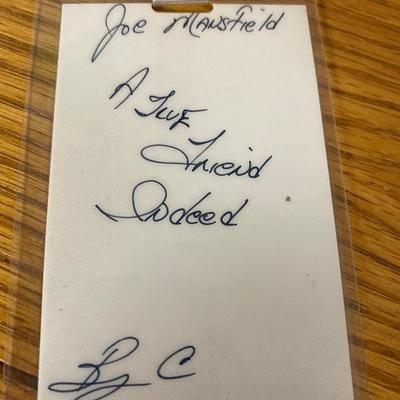 Joe Mansfield
A True
Friend
Indeed
C